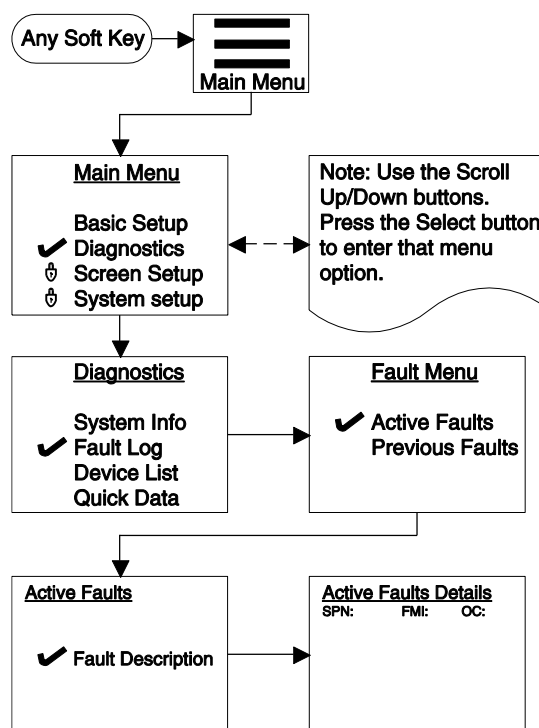 Any Soft Key
Main Menu
Main Menu
Basic Setup
Diagnostics
Screen Setup
System setup
Note: Use the Scroll
Up/Down buttons.
Press the Select button
to enter that menu
option.
Diagnostics
System Info
Fault Log
Device List
Quick Data
Fault Menu
Active Faults
Previous Faults
Active Faults
Fault Description
Active Faults Details
SPN: FMI: OC: